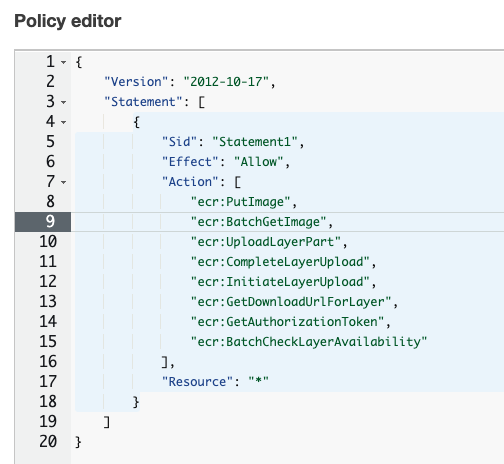 Policy editor
1 {
2 "Version": "2012-10-17",
3 "Statement": [
4 {
5 "Sid": "Statement1",
6 "Effect": "Allow",
7 "Action": [
8 "ecr:PutImage",
9 "ecr:BatchGetImage",
10 "ecr:UploadLayerPart",
11 "ecr:CompleteLayerUpload",
12 "ecr:InitiateLayerUpload",
13 "ecr:GetDownloadUrlForLayer",
14 "ecr:GetAuthorizationToken",
15 "ecr:BatchCheckLayerAvailability"
16 ],
17 "Resource": "*"
18 }
19 ]
20 }